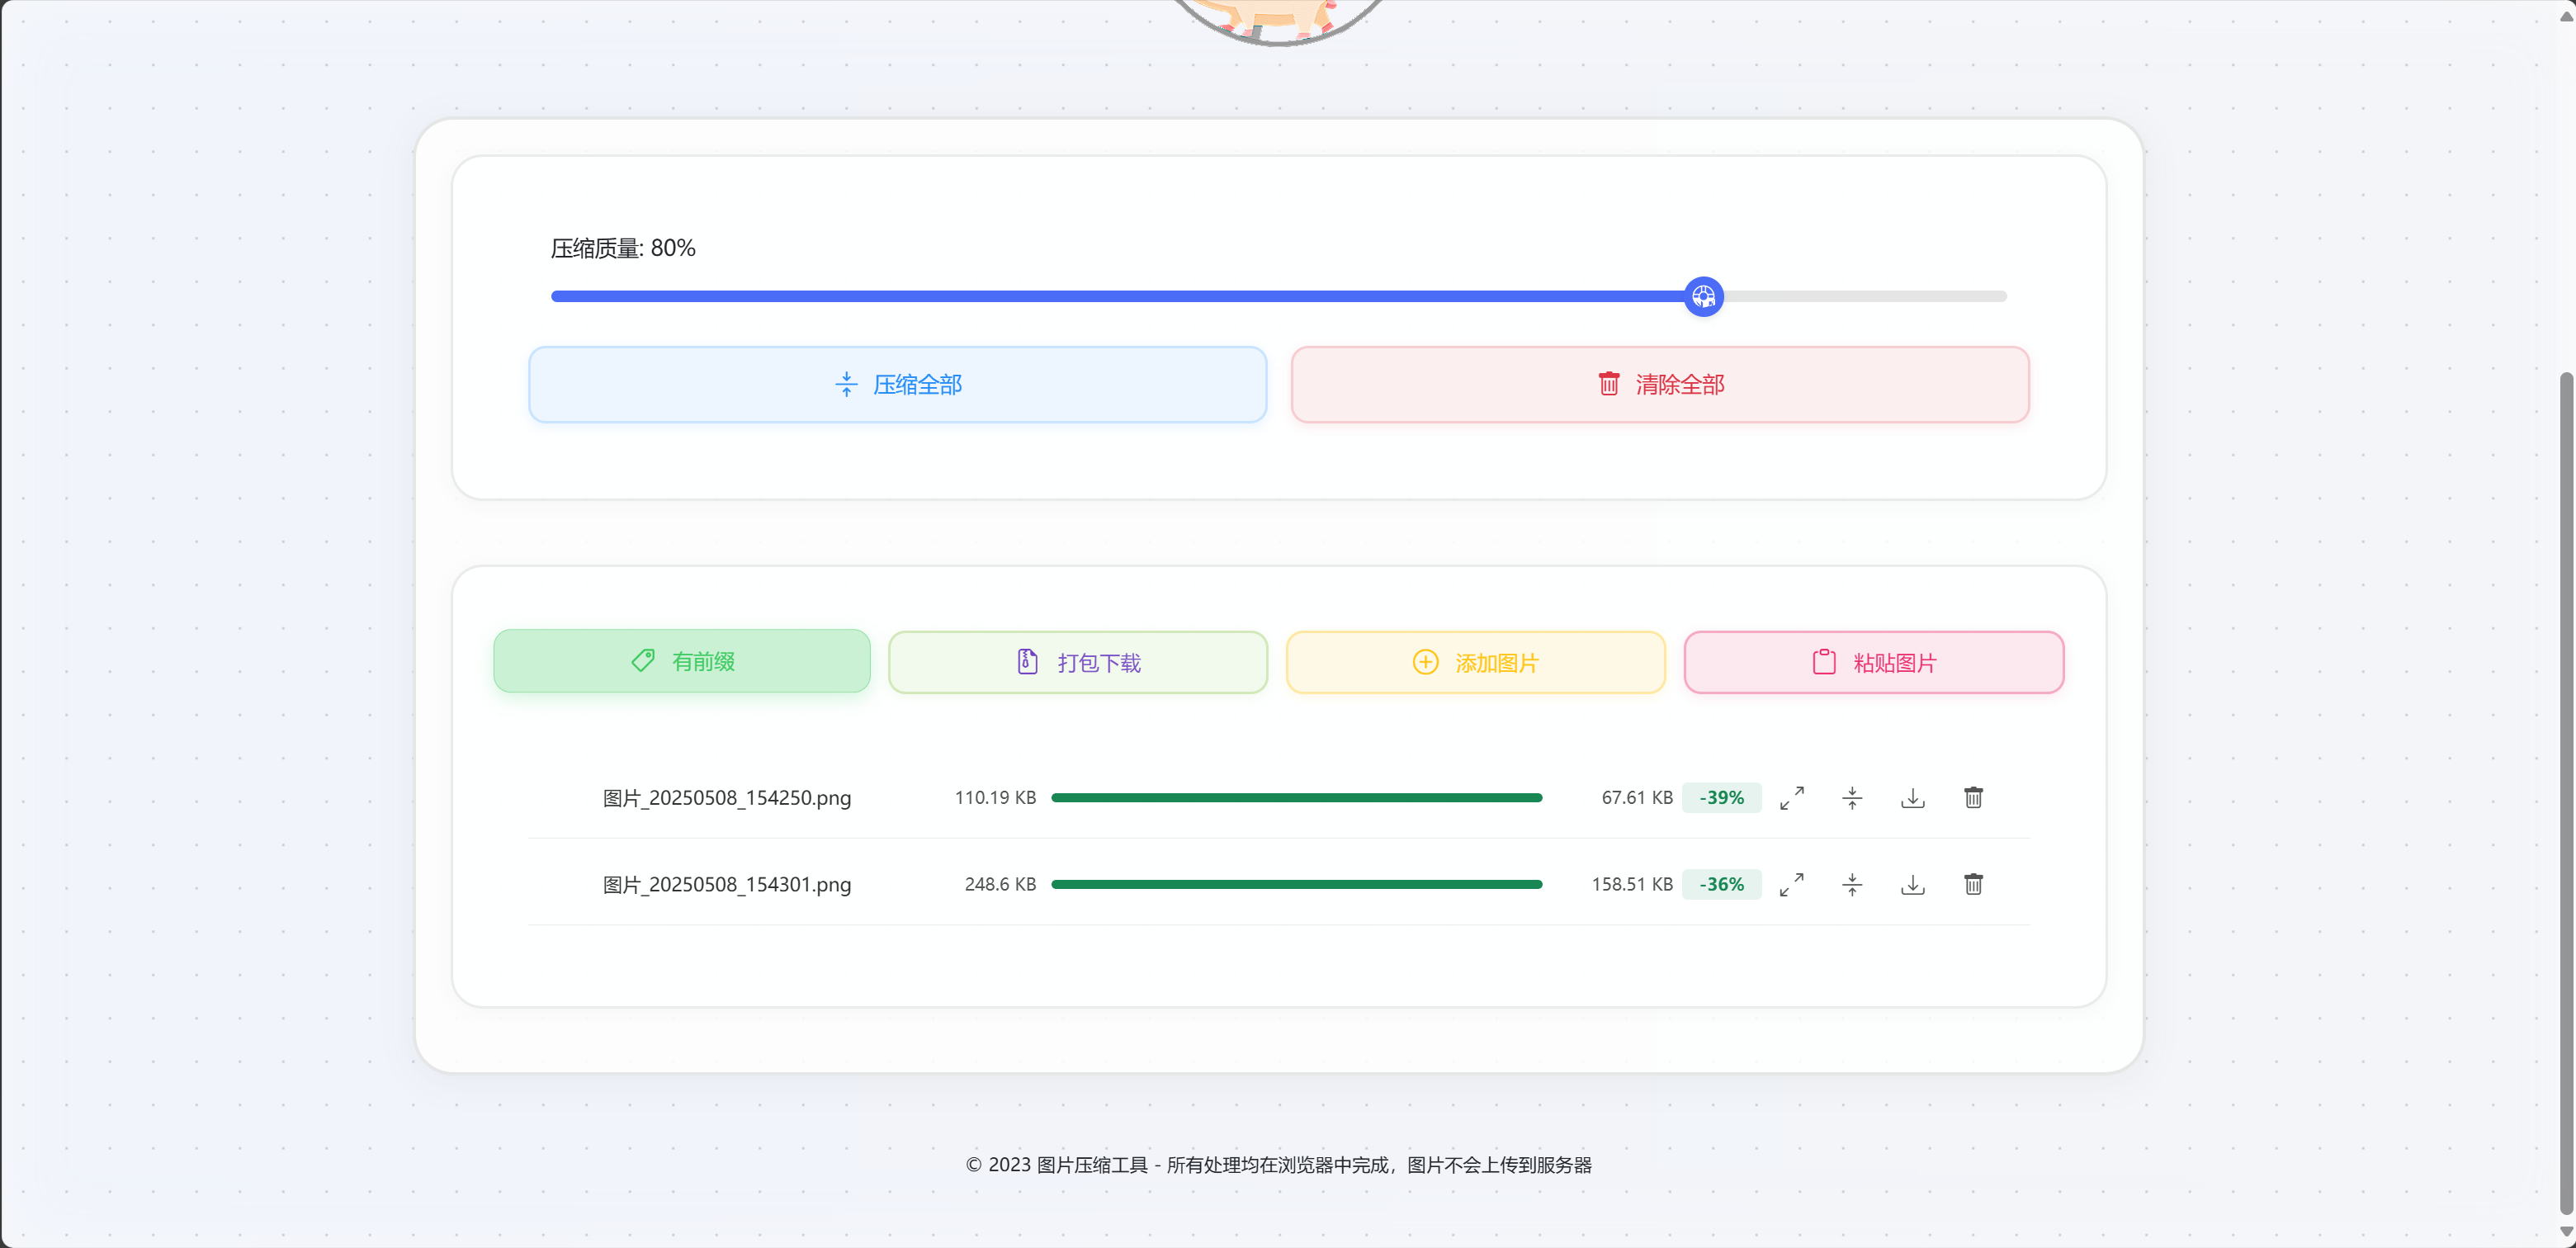 压缩质量: 80%
压缩全部 清除全部
有前缀 打包下载 添加图片 粘贴图片
图片_20250508_154250.png 110.19 KB 67.61 KB -39%
图片_20250508_154301.png 248.6 KB 158.51 KB -36%
© 2023 图片压缩工具 - 所有处理均在浏览器中完成，图片不会上传到服务器